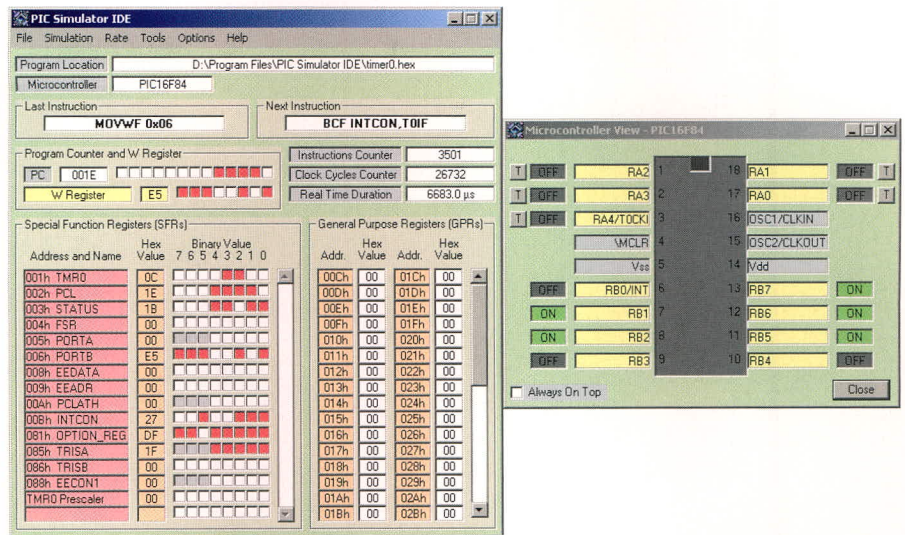 PIC Simulator IDE
File Simulation Rate Tools Options Help
Program Location D:\Program Files\PIC Simulator IDE\timer0.hex
Microcontroller PIC16F84
Last Instruction
MOVWF 0x06
Next Instruction
BCF INTCON,T0IF
Program Counter and W Register
PC 001E
W Register E5
Instructions Counter 3501
Clock Cycles Counter 26732
Real Time Duration 6683.0 µs
Special Function Registers (SFRs)
Address and Name Hex Value Binary Value 7 6 5 4 3 2 1 0
001h TMR0 0C
002h PCL 1E
003h STATUS 1B
004h FSR 00
005h PORTA 00
006h PORTB E5
008h EEDATA 00
009h EEADR 00
00Ah PCLATH 00
00Bh INTCON 27
081h OPTION_REG DF
085h TRISA 1F
086h TRISB 00
088h EECON1 00
TMR0 Prescaler 00
General Purpose Registers (GPRs)
Addr. Hex Value Addr. Hex Value
00Ch 00 01Ch 00
00Dh 00 01Dh 00
00Eh 00 01Eh 00
00Fh 00 01Fh 00
010h 00 020h 00
011h 00 021h 00
012h 00 022h 00
013h 00 023h 00
014h 00 024h 00
015h 00 025h 00
016h 00 026h 00
017h 00 027h 00
018h 00 028h 00
019h 00 029h 00
01Ah 00 02Ah 00
01Bh 00 02Bh 00
Microcontroller View - PIC16F84
T OFF RA2 1 18 RA1 OFF T
T OFF RA3 2 17 RA0 OFF T
T OFF RA4/T0CKI 3 16 OSC1/CLKIN
\MCLR 4 15 OSC2/CLKOUT
Vss 5 14 Vdd
OFF RB0/INT 6 13 RB7 ON
ON RB1 7 12 RB6 ON
ON RB2 8 11 RB5 ON
OFF RB3 9 10 RB4 OFF
Always On Top
Close